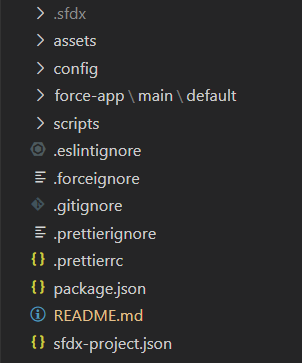 .sfdx
assets
config
force-app\main\default
scripts
.eslintignore
.forceignore
.gitignore
.prettierignore
.prettierrc
package.json
README.md
sfdx-project.json